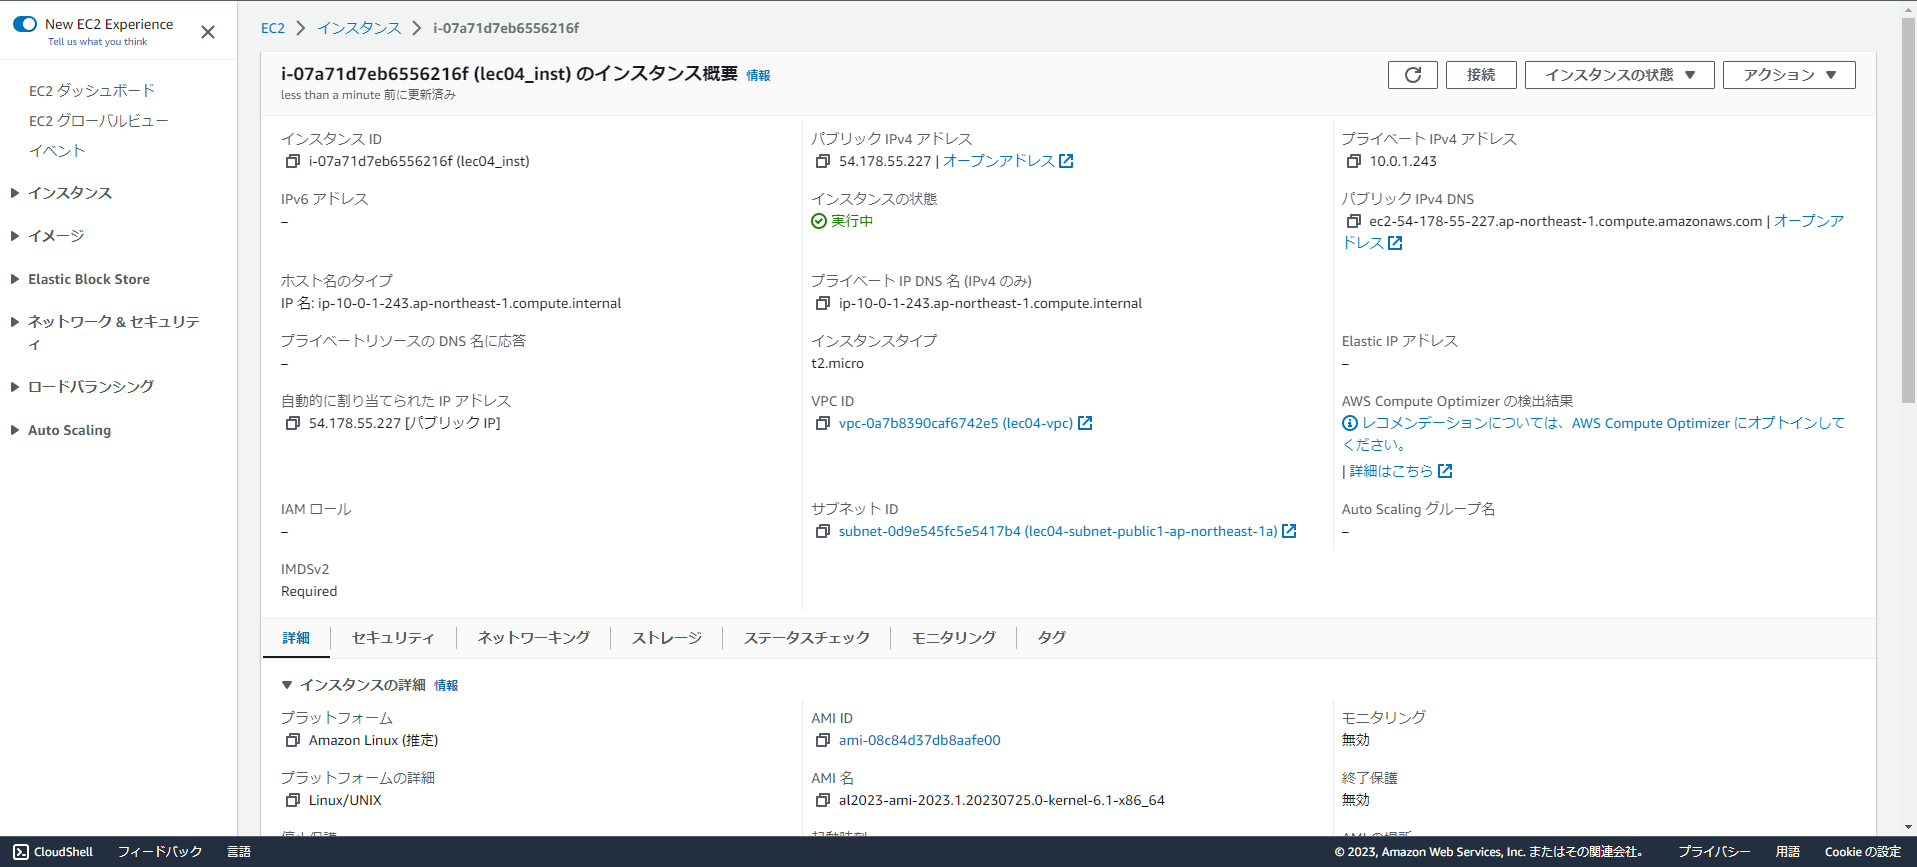 New EC2 Experience
Tell us what you think
EC2 ダッシュボード
EC2 グローバルビュー
イベント
インスタンス
イメージ
Elastic Block Store
ネットワーク & セキュリテ
ィ
ロードバランシング
Auto Scaling
EC2 > インスタンス > i-07a71d7eb6556216f
i-07a71d7eb6556216f (lec04_inst) のインスタンス概要 情報
less than a minute 前に更新済み
接続
インスタンスの状態 ▼
アクション ▼
インスタンス ID
i-07a71d7eb6556216f (lec04_inst)
パブリック IPv4 アドレス
54.178.55.227 | オープンアドレス
プライベート IPv4 アドレス
10.0.1.243
IPv6 アドレス
–
インスタンスの状態
実行中
パブリック IPv4 DNS
ec2-54-178-55-227.ap-northeast-1.compute.amazonaws.com | オープンア
ドレス
ホスト名のタイプ
IP 名: ip-10-0-1-243.ap-northeast-1.compute.internal
プライベート IP DNS 名 (IPv4 のみ)
ip-10-0-1-243.ap-northeast-1.compute.internal
プライベートリソースの DNS 名に応答
–
インスタンスタイプ
t2.micro
Elastic IP アドレス
–
自動的に割り当てられた IP アドレス
54.178.55.227 [パブリック IP]
VPC ID
vpc-0a7b8390caf6742e5 (lec04-vpc)
AWS Compute Optimizer の検出結果
レコメンデーションについては、AWS Compute Optimizer にオプトインして
ください。
| 詳細はこちら
IAM ロール
–
サブネット ID
subnet-0d9e545fc5e5417b4 (lec04-subnet-public1-ap-northeast-1a)
Auto Scaling グループ名
–
IMDSv2
Required
詳細
セキュリティ
ネットワーキング
ストレージ
ステータスチェック
モニタリング
タグ
▼ インスタンスの詳細 情報
プラットフォーム
Amazon Linux (推定)
AMI ID
ami-08c84d37db8aafe00
モニタリング
無効
プラットフォームの詳細
Linux/UNIX
AMI 名
al2023-ami-2023.1.20230725.0-kernel-6.1-x86_64
終了保護
無効
停止保護
起動時刻
AMI の場所
CloudShell
フィードバック
言語
© 2023, Amazon Web Services, Inc. またはその関連会社。
プライバシー
用語
Cookie の設定